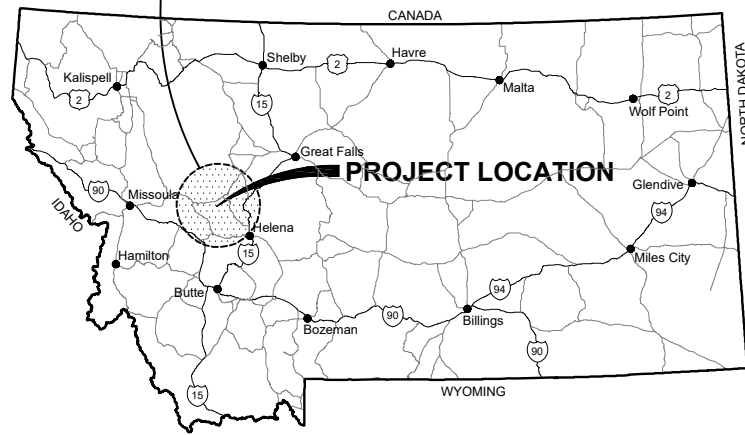 CANADA
Shelby
Havre
2
Kalispell
2
15
Malta
2
Wolf Point
NORTH DAKOTA
Great Falls
PROJECT LOCATION
90
Missoula
Glendive
IDAHO
94
Helena
Hamilton
15
Miles City
Butte
94
90
Billings
Bozeman
90
15
WYOMING